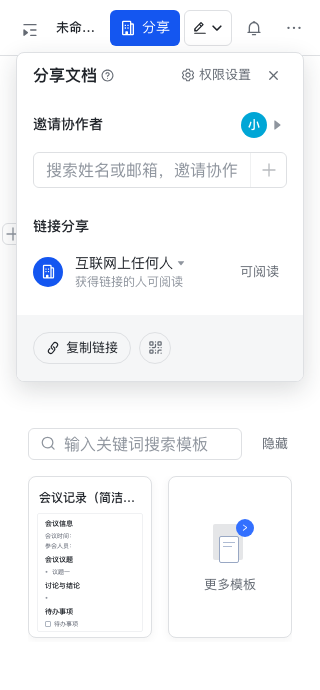 未命...
分享
分享文档
权限设置
邀请协作者
小
搜索姓名或邮箱，邀请协作
链接分享
互联网上任何人
可阅读
获得链接的人可阅读
复制链接
输入关键词搜索模板
隐藏
会议记录（简洁...
会议信息
会议时间:
参会人员:
会议议题
• 议题一
讨论与结论
•
待办事项
待办事项
更多模板